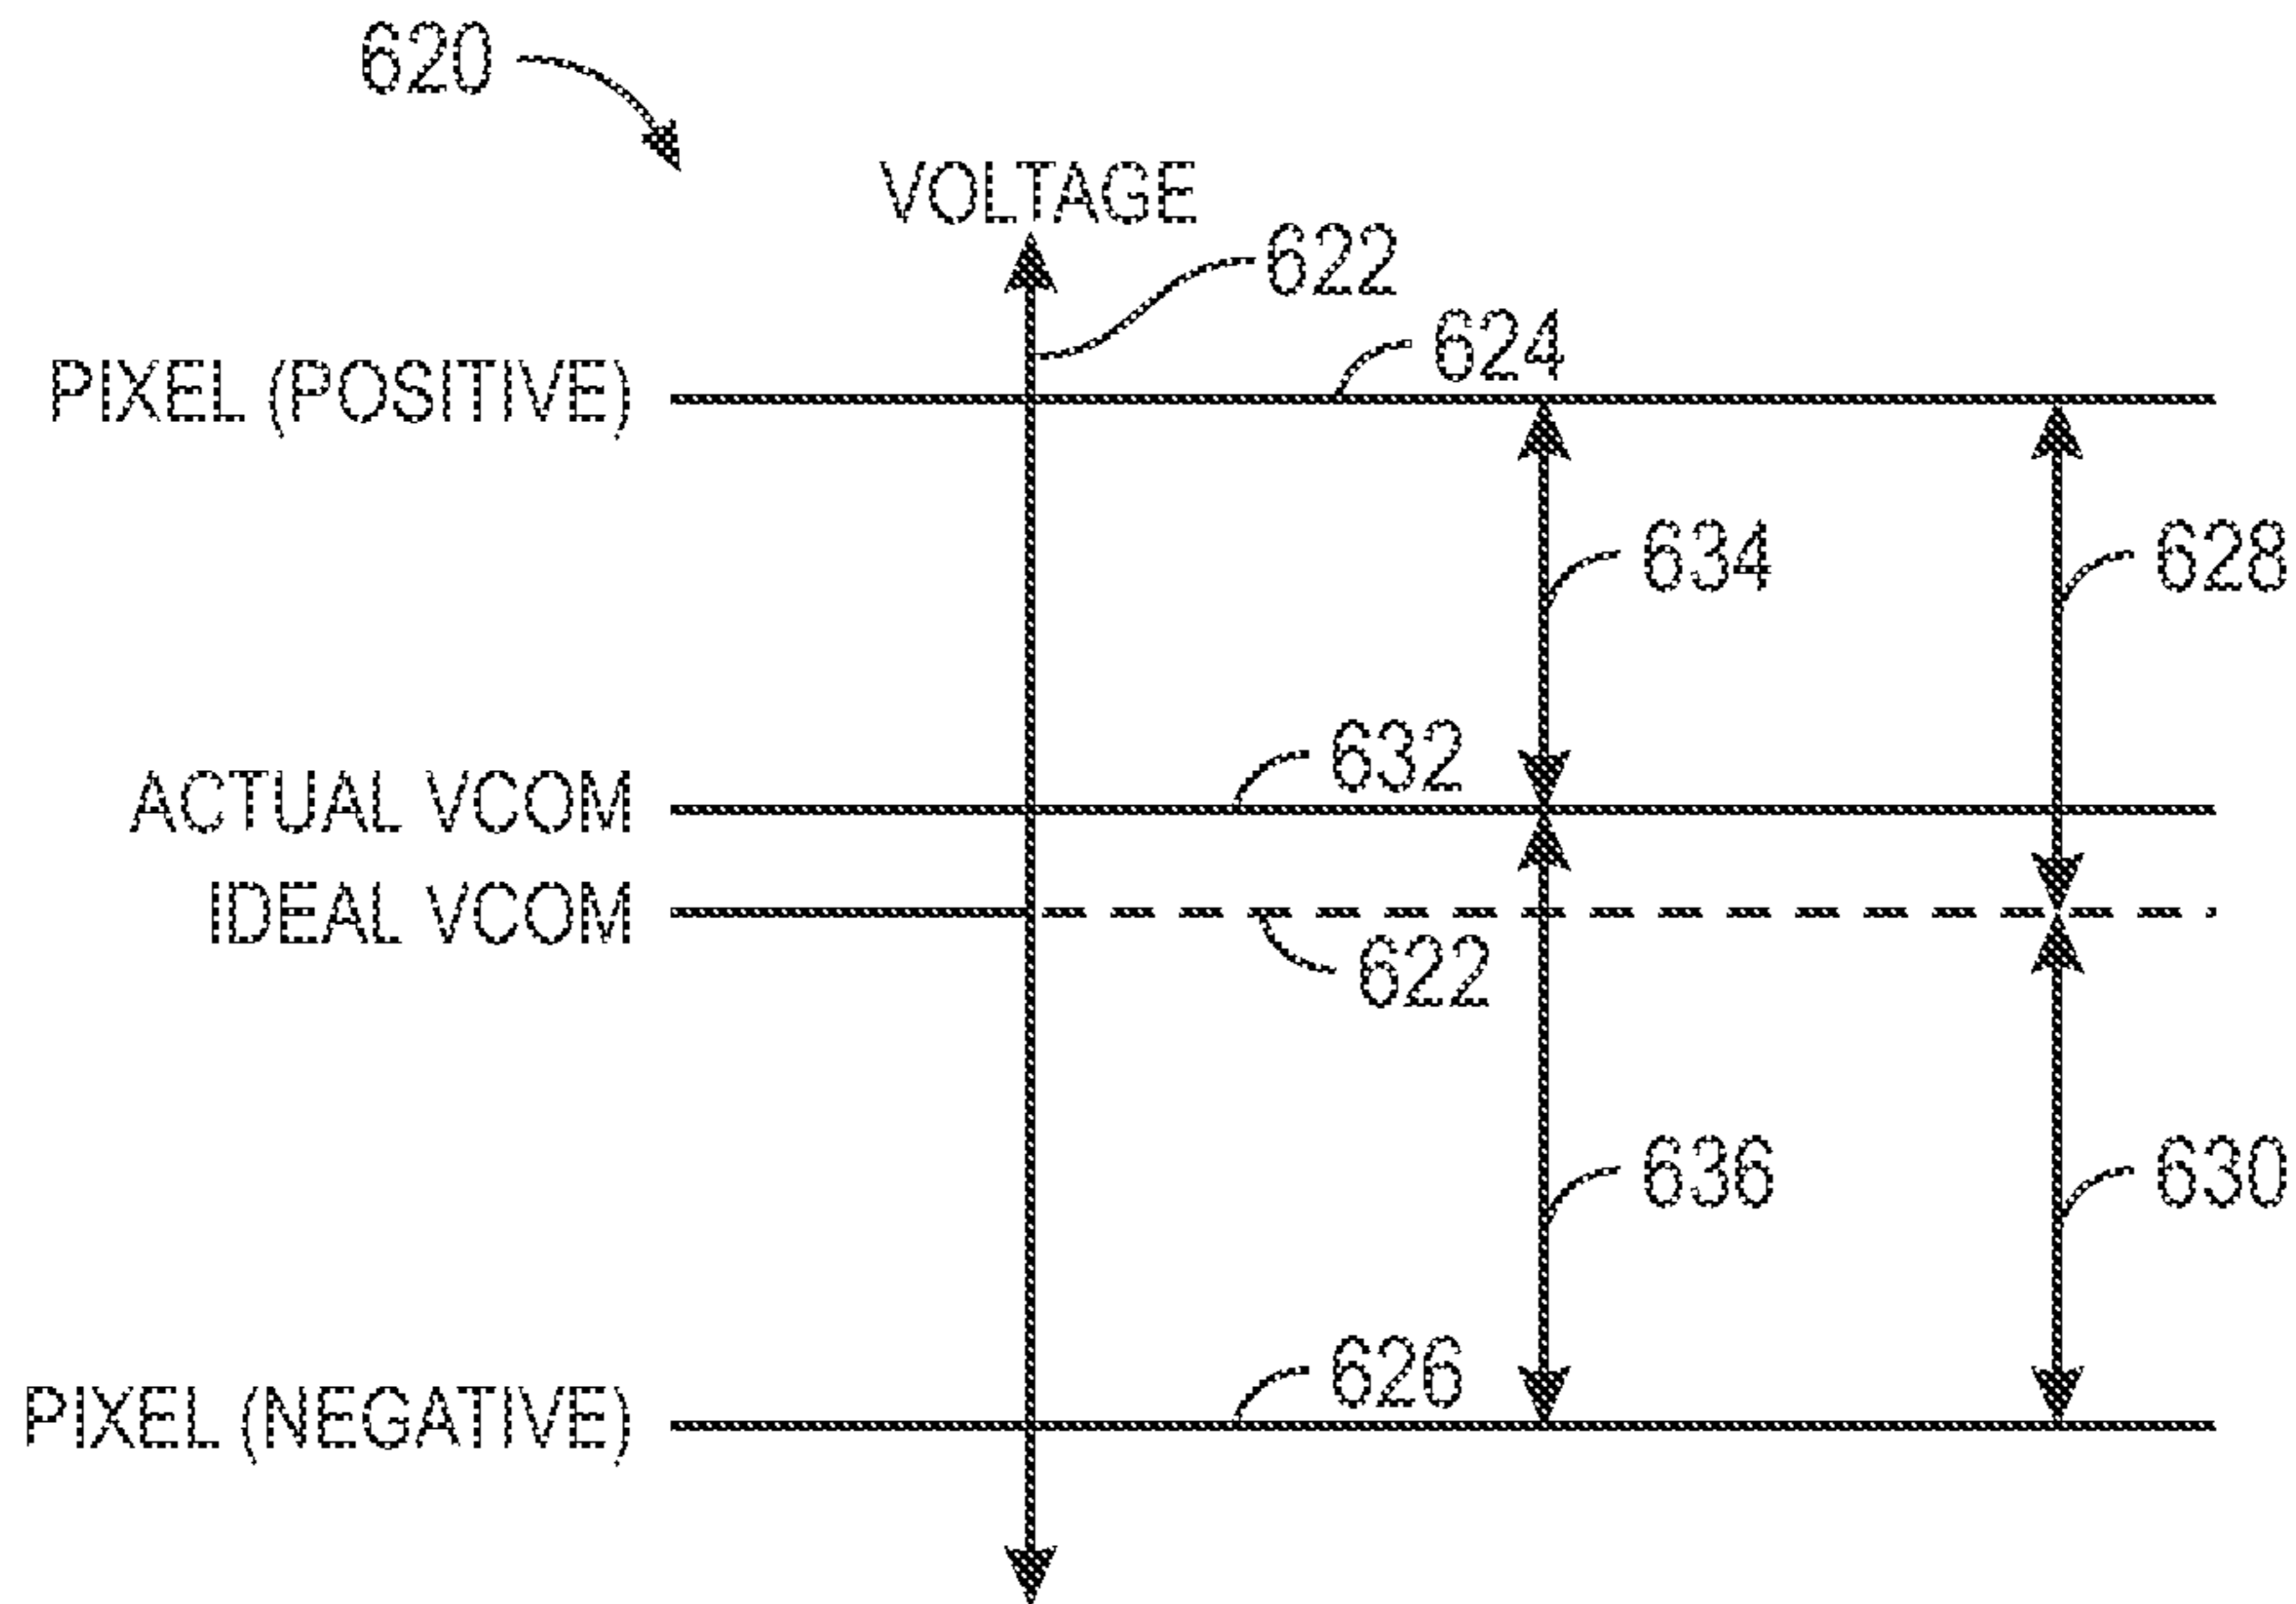 620
VOLTAGE
622
624
PIXEL (POSITIVE)
634
628
632
ACTUAL VCOM
IDEAL VCOM
622
636
630
626
PIXEL (NEGATIVE)